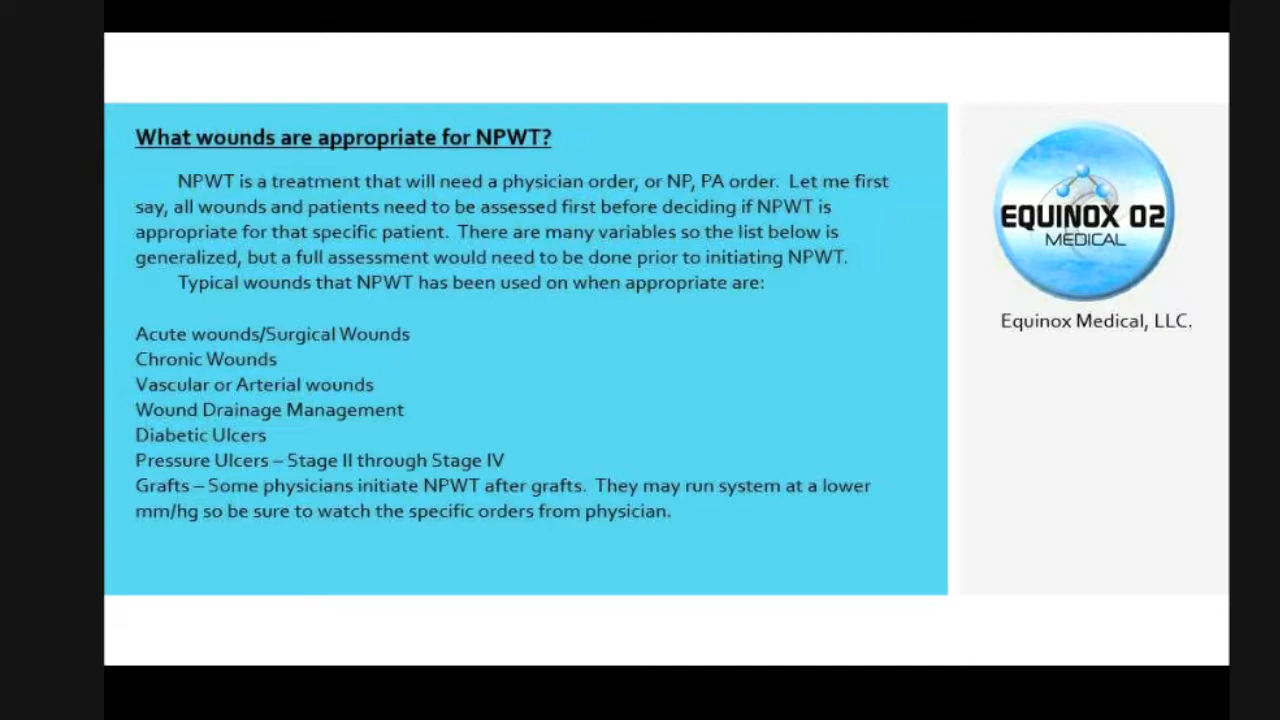 What wounds are appropriate for NPWT?
NPWT is a treatment that will need a physician order, or NP, PA order. Let me first
say, all wounds and patients need to be assessed first before deciding if NPWT is
appropriate for that specific patient. There are many variables so the list below is
generalized, but a full assessment would need to be done prior to initiating NPWT.
Typical wounds that NPWT has been used on when appropriate are:
Acute wounds/Surgical Wounds
Chronic Wounds
Vascular or Arterial wounds
Wound Drainage Management
Diabetic Ulcers
Pressure Ulcers – Stage II through Stage IV
Grafts – Some physicians initiate NPWT after grafts. They may run system at a lower
mm/hg so be sure to watch the specific orders from physician.
EQUINOX O2
MEDICAL
Equinox Medical, LLC.